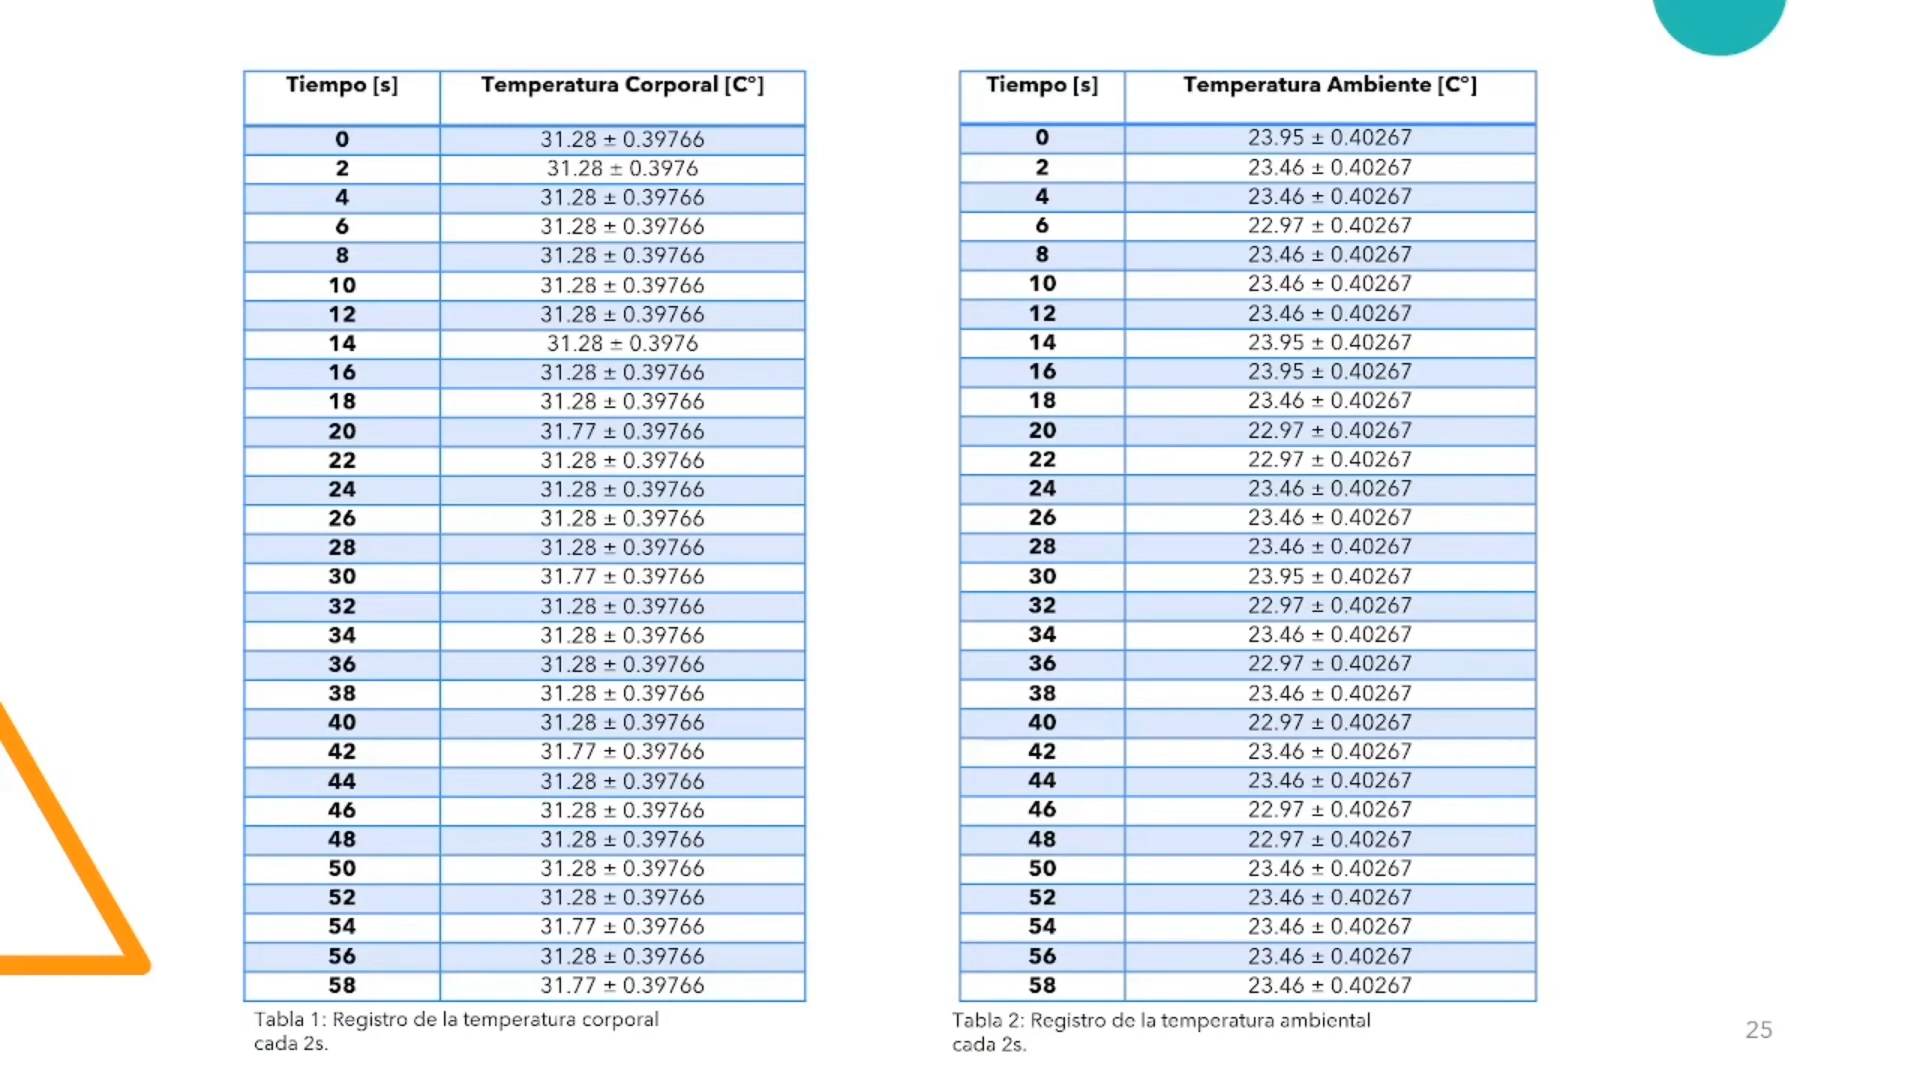 Tiempo [s] Temperatura Corporal [C°]
0 31.28 ± 0.39766
2 31.28 ± 0.3976
4 31.28 ± 0.39766
6 31.28 ± 0.39766
8 31.28 ± 0.39766
10 31.28 ± 0.39766
12 31.28 ± 0.39766
14 31.28 ± 0.3976
16 31.28 ± 0.39766
18 31.28 ± 0.39766
20 31.77 ± 0.39766
22 31.28 ± 0.39766
24 31.28 ± 0.39766
26 31.28 ± 0.39766
28 31.28 ± 0.39766
30 31.77 ± 0.39766
32 31.28 ± 0.39766
34 31.28 ± 0.39766
36 31.28 ± 0.39766
38 31.28 ± 0.39766
40 31.28 ± 0.39766
42 31.77 ± 0.39766
44 31.28 ± 0.39766
46 31.28 ± 0.39766
48 31.28 ± 0.39766
50 31.28 ± 0.39766
52 31.28 ± 0.39766
54 31.77 ± 0.39766
56 31.28 ± 0.39766
58 31.77 ± 0.39766
Tabla 1: Registro de la temperatura corporal
cada 2s.
Tiempo [s] Temperatura Ambiente [C°]
0 23.95 ± 0.40267
2 23.46 ± 0.40267
4 23.46 ± 0.40267
6 22.97 ± 0.40267
8 23.46 ± 0.40267
10 23.46 ± 0.40267
12 23.46 ± 0.40267
14 23.95 ± 0.40267
16 23.95 ± 0.40267
18 23.46 ± 0.40267
20 22.97 ± 0.40267
22 22.97 ± 0.40267
24 23.46 ± 0.40267
26 23.46 ± 0.40267
28 23.46 ± 0.40267
30 23.95 ± 0.40267
32 22.97 ± 0.40267
34 23.46 ± 0.40267
36 22.97 ± 0.40267
38 23.46 ± 0.40267
40 22.97 ± 0.40267
42 23.46 ± 0.40267
44 23.46 ± 0.40267
46 22.97 ± 0.40267
48 22.97 ± 0.40267
50 23.46 ± 0.40267
52 23.46 ± 0.40267
54 23.46 ± 0.40267
56 23.46 ± 0.40267
58 23.46 ± 0.40267
Tabla 2: Registro de la temperatura ambiental
cada 2s.
25